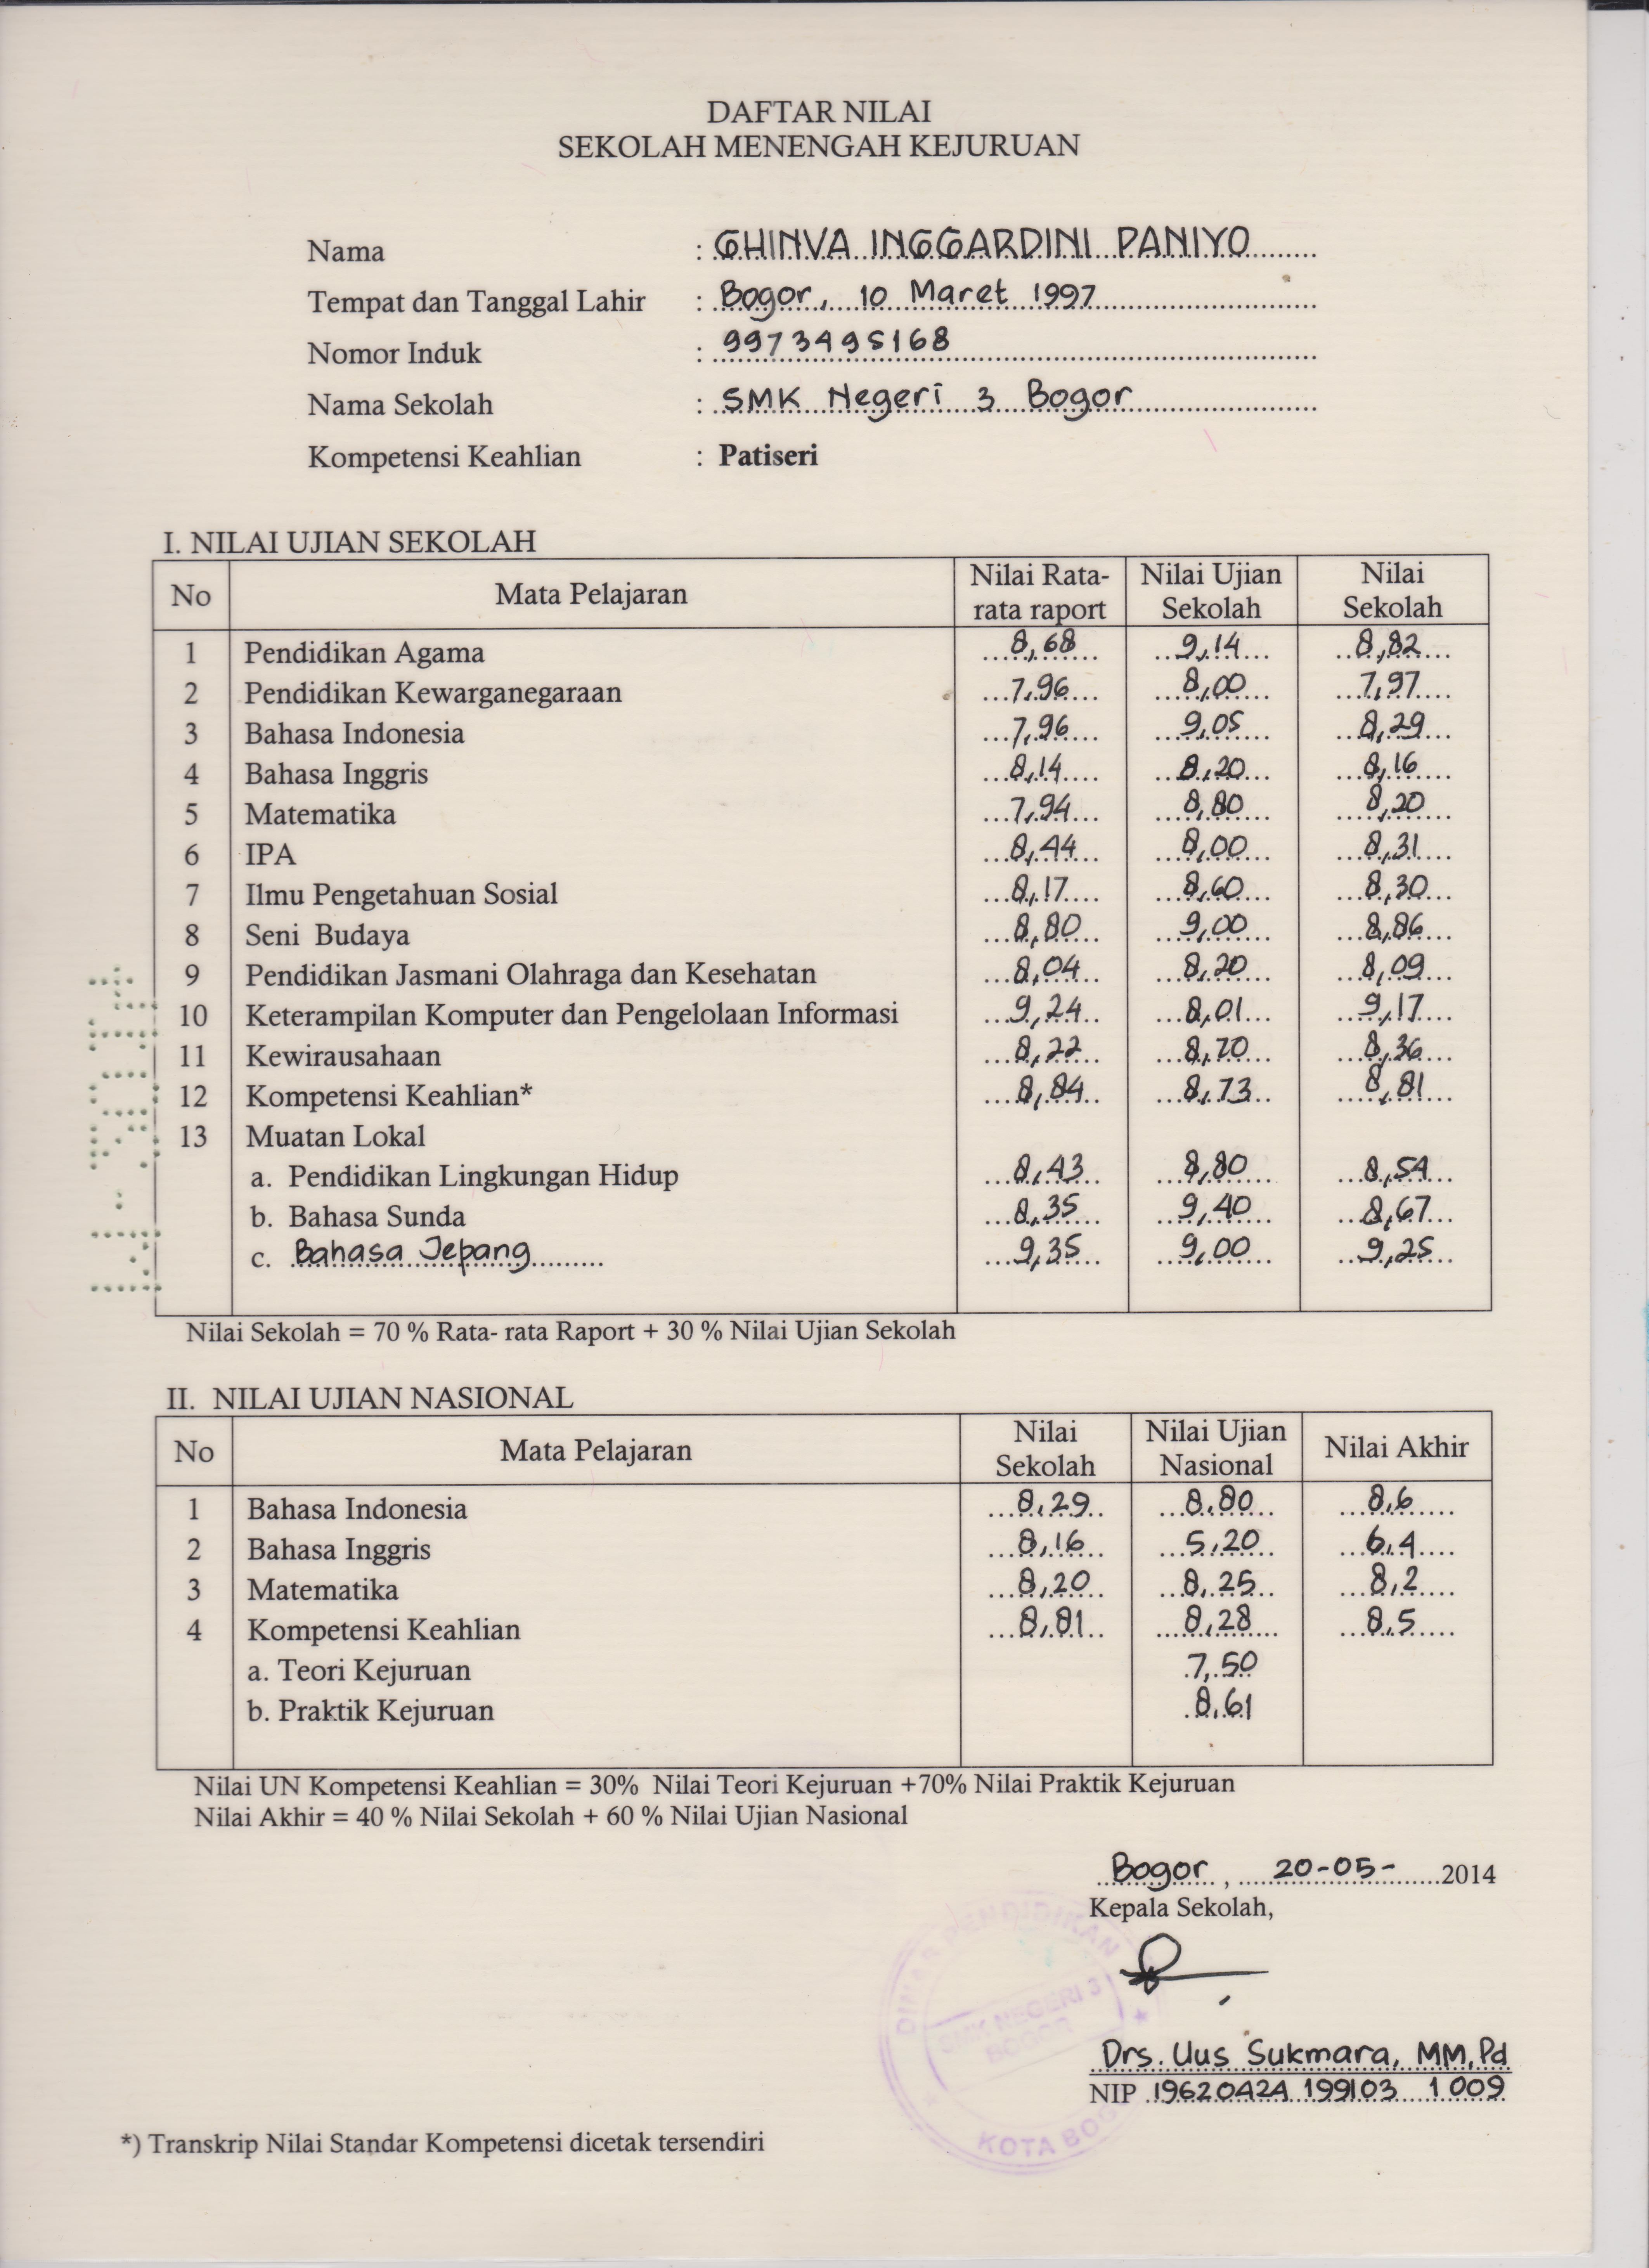 DAFTAR NILAI
SEKOLAH MENENGAH KEJURUAN
Nama : GHINVA INGGARDINI PANIYO
Tempat dan Tanggal Lahir : Bogor, 10 Maret 1997
Nomor Induk : 9973495168
Nama Sekolah : SMK Negeri 3 Bogor
Kompetensi Keahlian : Patiseri
I. NILAI UJIAN SEKOLAH
No Mata Pelajaran Nilai Rata-rata raport Nilai Ujian Sekolah Nilai Sekolah
1 Pendidikan Agama 8,68 9,14 8,82
2 Pendidikan Kewarganegaraan 7,96 8,00 7,97
3 Bahasa Indonesia 7,96 9,05 8,29
4 Bahasa Inggris 8,14 8,20 8,16
5 Matematika 7,94 8,80 8,20
6 IPA 8,44 8,00 8,31
7 Ilmu Pengetahuan Sosial 8,17 8,60 8,30
8 Seni Budaya 8,80 9,00 8,86
9 Pendidikan Jasmani Olahraga dan Kesehatan 8,04 8,20 8,09
10 Keterampilan Komputer dan Pengelolaan Informasi 9,24 8,01 9,17
11 Kewirausahaan 8,22 8,70 8,36
12 Kompetensi Keahlian* 8,84 8,73 8,81
13 Muatan Lokal
a. Pendidikan Lingkungan Hidup 8,43 8,80 8,54
b. Bahasa Sunda 8,35 9,40 8,67
c. Bahasa Jepang 9,35 9,00 9,25
Nilai Sekolah = 70 % Rata- rata Raport + 30 % Nilai Ujian Sekolah
II. NILAI UJIAN NASIONAL
No Mata Pelajaran Nilai Sekolah Nilai Ujian Nasional Nilai Akhir
1 Bahasa Indonesia 8,29 8,80 8,6
2 Bahasa Inggris 8,16 5,20 6,4
3 Matematika 8,20 8,25 8,2
4 Kompetensi Keahlian 8,81 8,28 8,5
a. Teori Kejuruan 7,50
b. Praktik Kejuruan 8,61
Nilai UN Kompetensi Keahlian = 30% Nilai Teori Kejuruan +70% Nilai Praktik Kejuruan
Nilai Akhir = 40 % Nilai Sekolah + 60 % Nilai Ujian Nasional
Bogor, 20-05-2014
Kepala Sekolah,
DINAS PENDIDIKAN
SMK NEGERI 3
BOGOR
KOTA BOGOR
Drs. Uus Sukmara, MM,Pd
NIP 19620424 199103 1 009
*) Transkrip Nilai Standar Kompetensi dicetak tersendiri